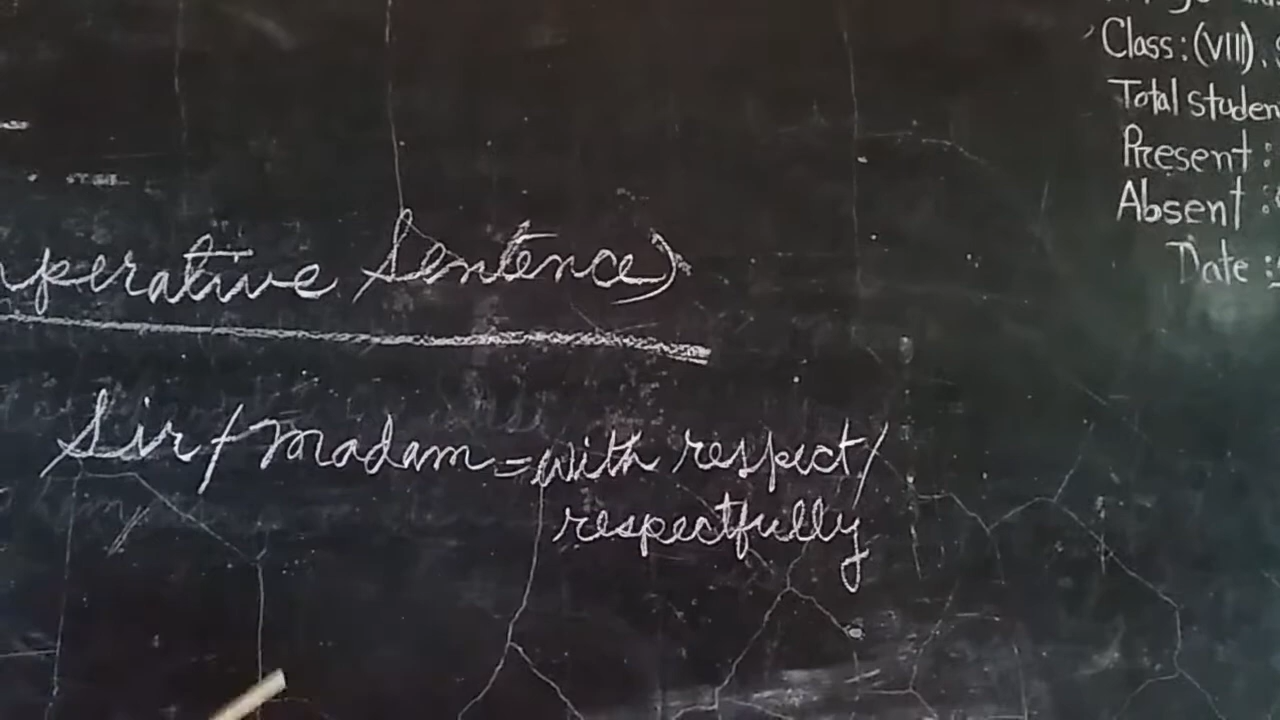 perative Sentence)
Sir/madam=with respect/
respectfully
Class:(VIII).
Total studen
Present :
Absent :
Date :